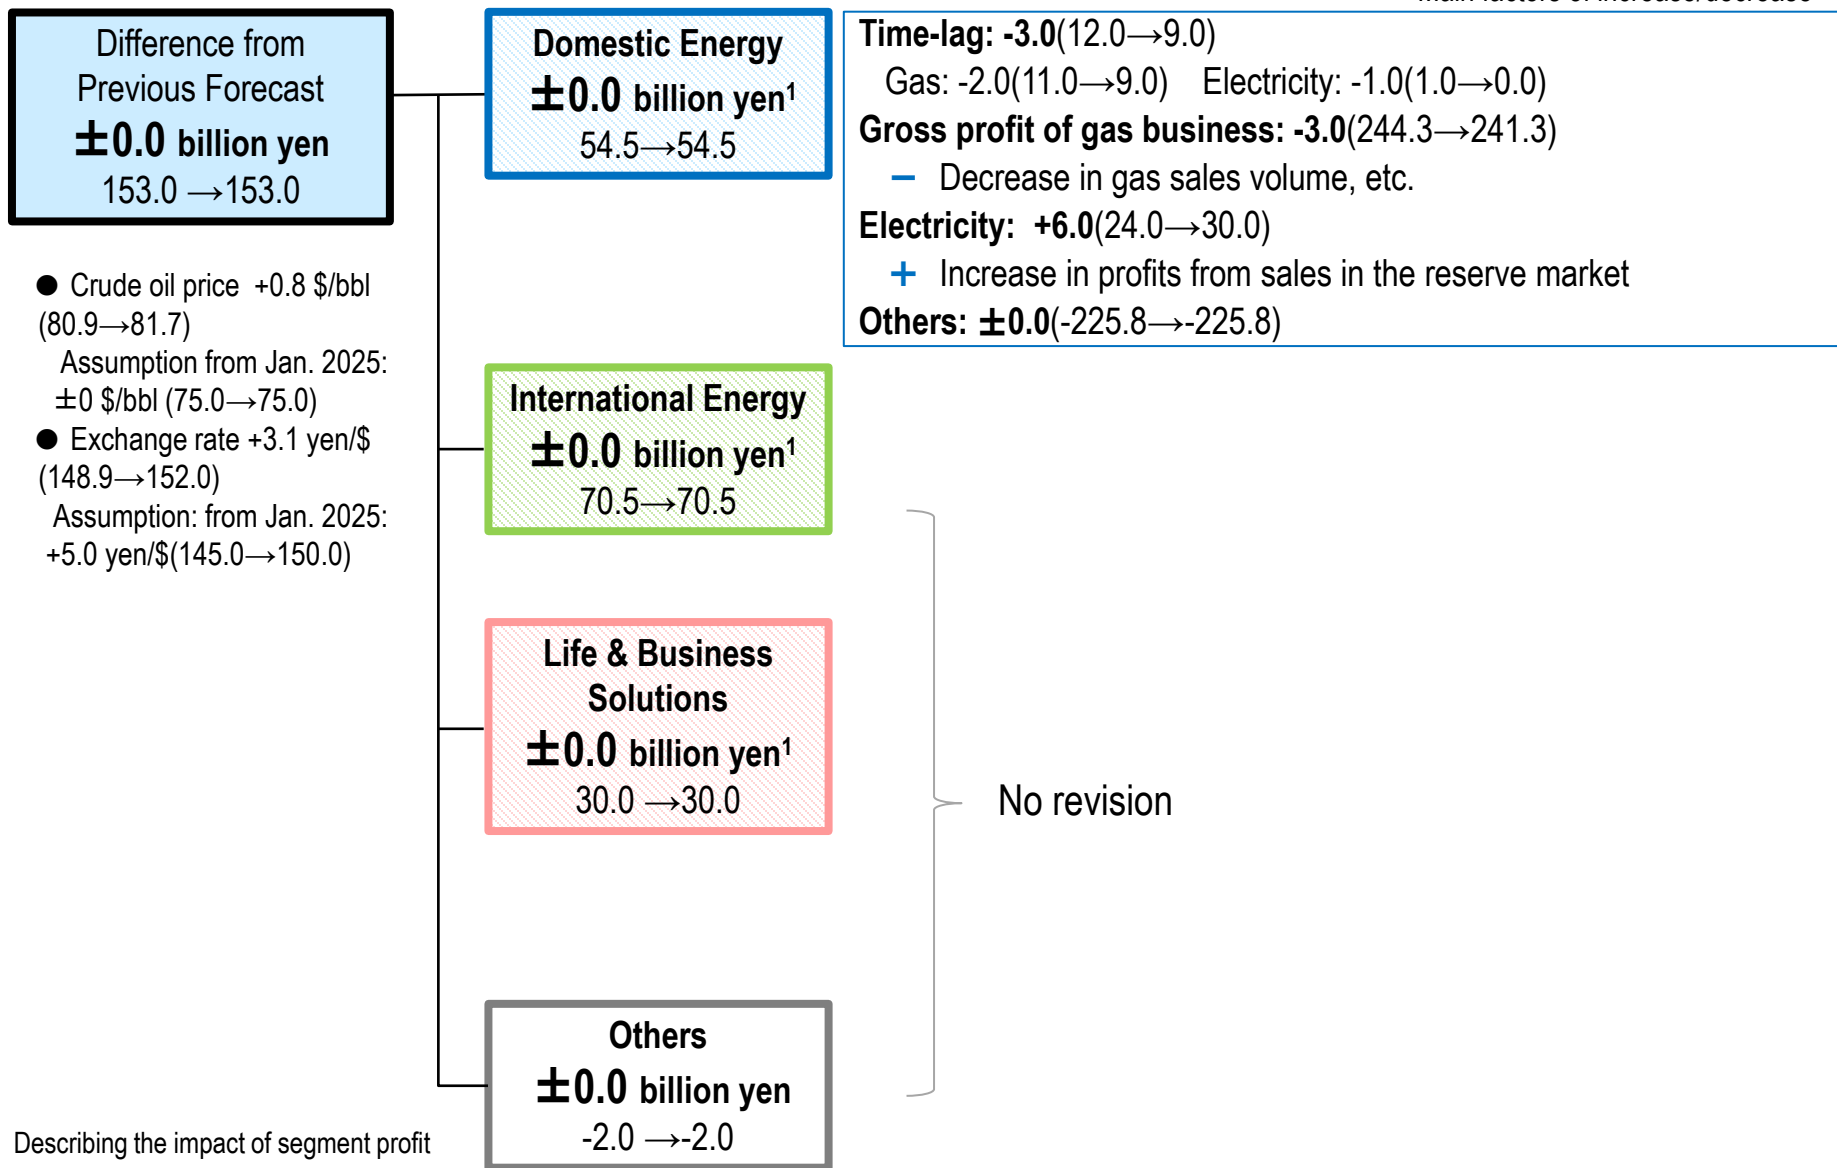 Main factors of increase/decrease
Difference from
Previous Forecast
±0.0 billion yen
153.0 →153.0
● Crude oil price +0.8 $/bbl
(80.9→81.7)
Assumption from Jan. 2025:
±0 $/bbl (75.0→75.0)
● Exchange rate +3.1 yen/$
(148.9→152.0)
Assumption: from Jan. 2025:
+5.0 yen/$(145.0→150.0)
Domestic Energy
±0.0 billion yen¹
54.5→54.5
Time-lag: -3.0(12.0→9.0)
Gas: -2.0(11.0→9.0) Electricity: -1.0(1.0→0.0)
Gross profit of gas business: -3.0(244.3→241.3)
− Decrease in gas sales volume, etc.
Electricity: +6.0(24.0→30.0)
+ Increase in profits from sales in the reserve market
Others: ±0.0(-225.8→-225.8)
International Energy
±0.0 billion yen¹
70.5→70.5
Life & Business
Solutions
±0.0 billion yen¹
30.0 →30.0
No revision
Others
±0.0 billion yen
-2.0 →-2.0
Describing the impact of segment profit